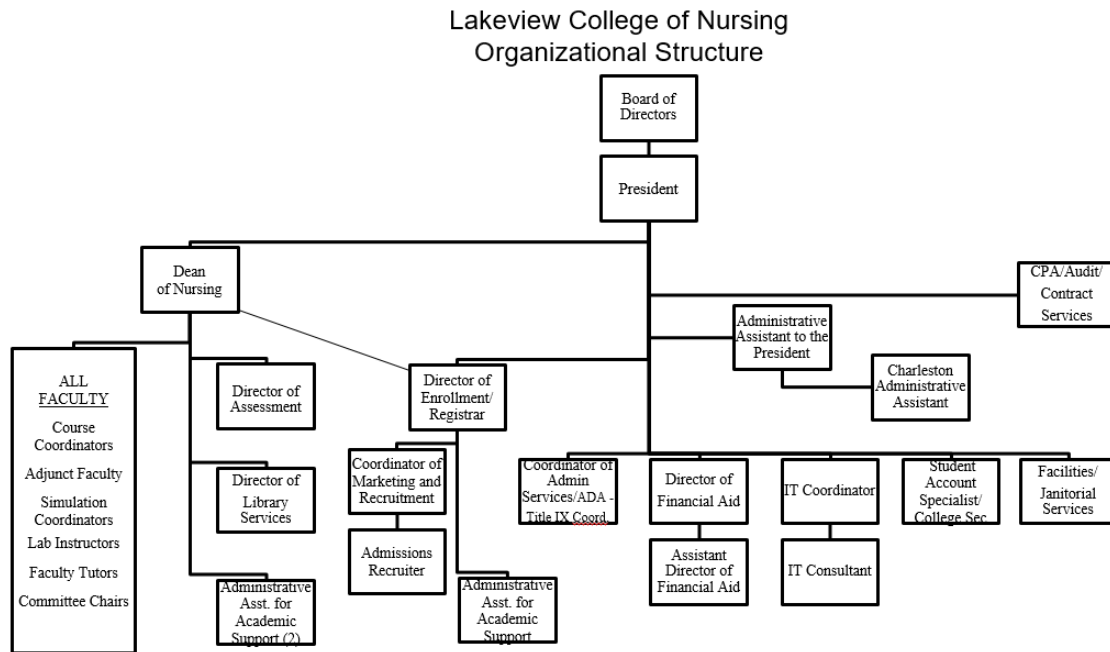 Lakeview College of Nursing
Organizational Structure
Board of
Directors
President
Dean
of Nursing
CPA/Audit/
Contract
Services
Administrative
Assistant to the
President
Charleston
Administrative
Assistant
ALL
FACULTY
Course
Coordinators
Adjunct Faculty
Simulation
Coordinators
Lab Instructors
Faculty Tutors
Committee Chairs
Director of
Assessment
Director of
Library
Services
Administrative
Asst. for
Academic
Support (2)
Director of
Enrollment/
Registrar
Coordinator of
Marketing and
Recruitment
Admissions
Recruiter
Administrative
Asst. for
Academic
Support
Coordinator of
Admin
Services/ADA -
Title IX Coord.
Director of
Financial Aid
Assistant
Director of
Financial Aid
IT Coordinator
IT Consultant
Student
Account
Specialist/
College Sec.
Facilities/
Janitorial
Services